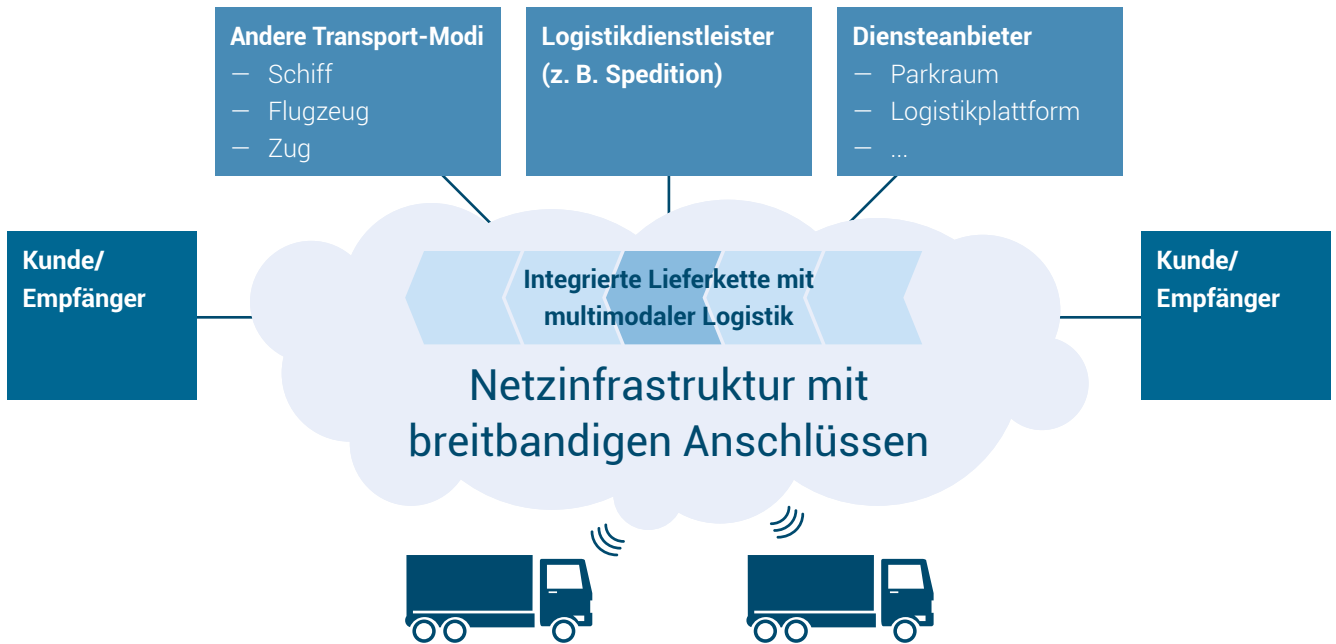 Andere Transport-Modi
— Schiff
— Flugzeug
— Zug
Logistikdienstleister
(z. B. Spedition)
Diensteanbieter
— Parkraum
— Logistikplattform
— ...
Kunde/
Empfänger
Integrierte Lieferkette mit
multimodaler Logistik
Netzinfrastruktur mit
breitbandigen Anschlüssen
Kunde/
Empfänger